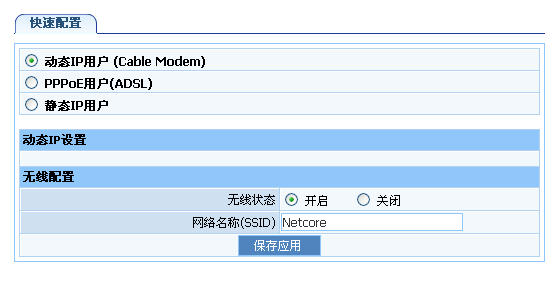 快速配置
动态IP用户 (Cable Modem)
PPPoE用户(ADSL)
静态IP用户
动态IP设置
无线配置
无线状态 开启 关闭
网络名称(SSID) Netcore
保存应用